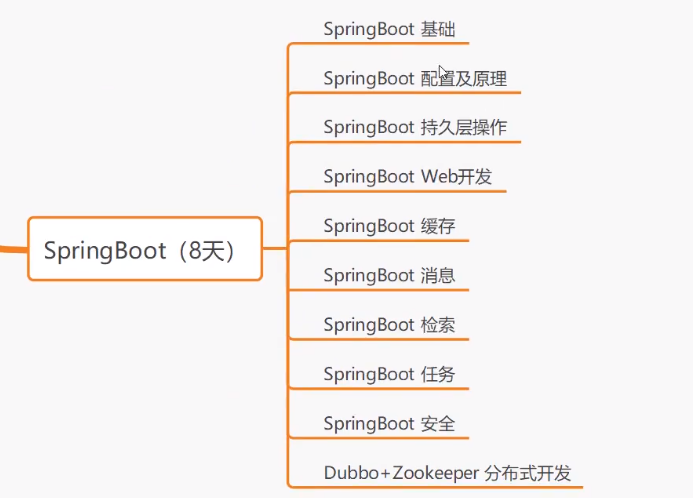 SpringBoot 基础
SpringBoot 配置及原理
SpringBoot 持久层操作
SpringBoot Web开发
SpringBoot（8天）
SpringBoot 缓存
SpringBoot 消息
SpringBoot 检索
SpringBoot 任务
SpringBoot 安全
Dubbo+Zookeeper 分布式开发